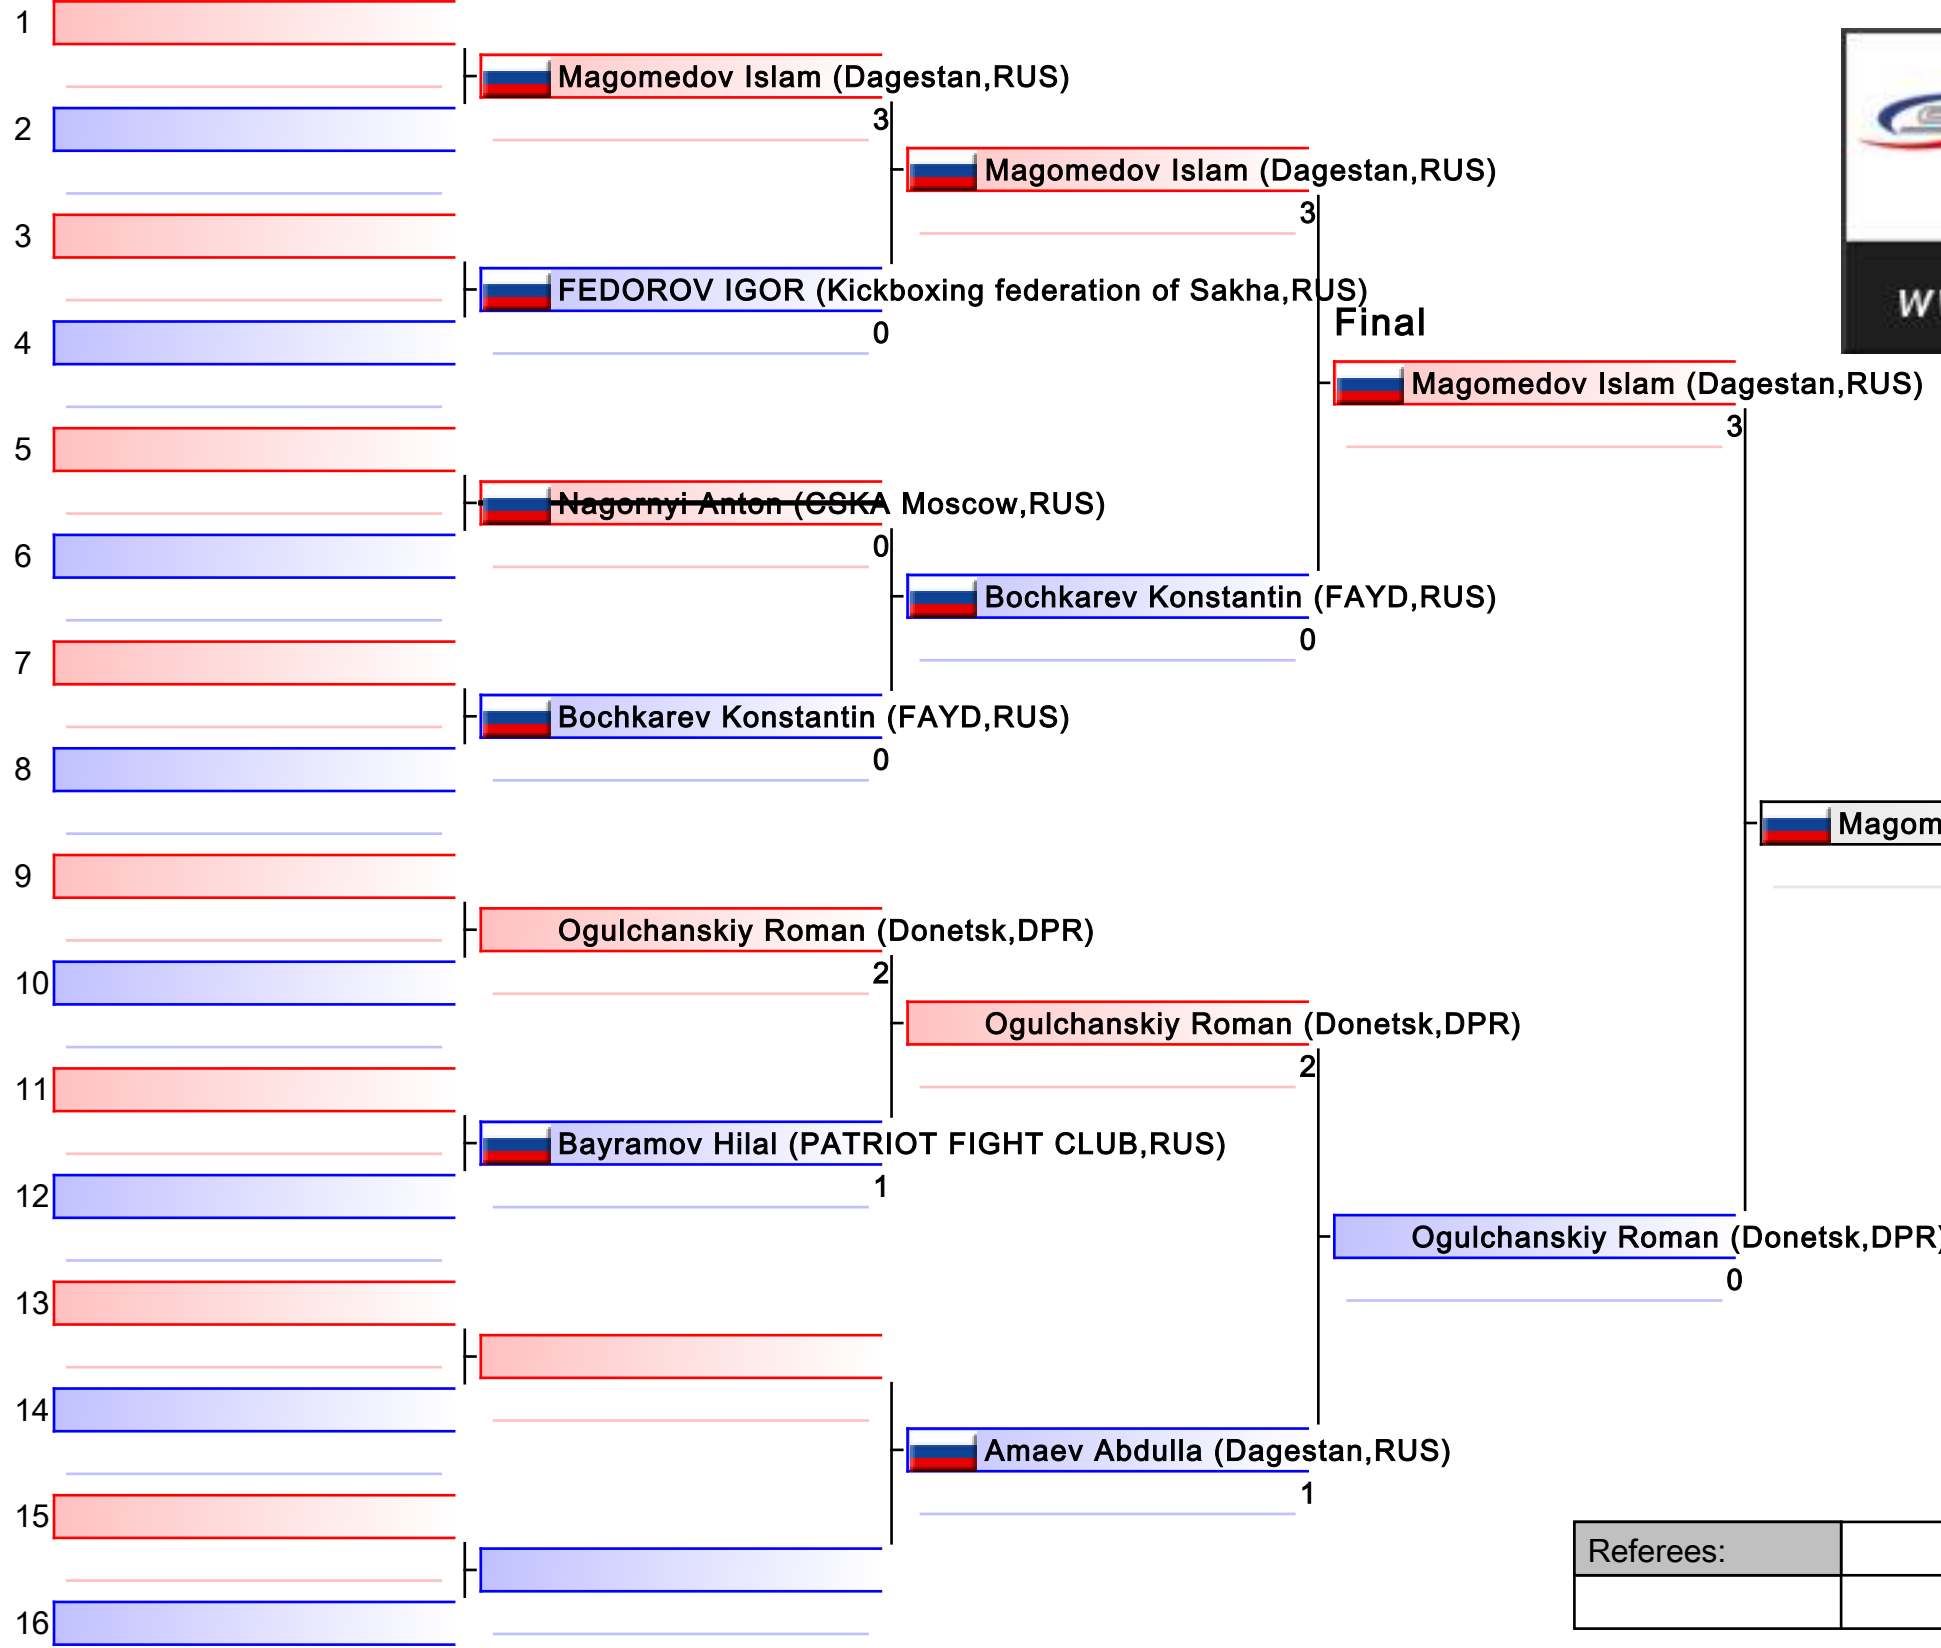 1
Magomedov Islam (Dagestan,RUS)
3
2
Magomedov Islam (Dagestan,RUS)
3
3
FEDOROV IGOR (Kickboxing federation of Sakha,RUS)
0
4
Final
Magomedov Islam (Dagestan,RUS)
3
5
Nagornyi Anton (CSKA Moscow,RUS)
0
6
Bochkarev Konstantin (FAYD,RUS)
0
7
Bochkarev Konstantin (FAYD,RUS)
0
8
Magom
9
Ogulchanskiy Roman (Donetsk,DPR)
2
10
Ogulchanskiy Roman (Donetsk,DPR)
2
11
Bayramov Hilal (PATRIOT FIGHT CLUB,RUS)
1
12
Ogulchanskiy Roman (Donetsk,DPR)
0
13
14
Amaev Abdulla (Dagestan,RUS)
1
15
Referees:
16